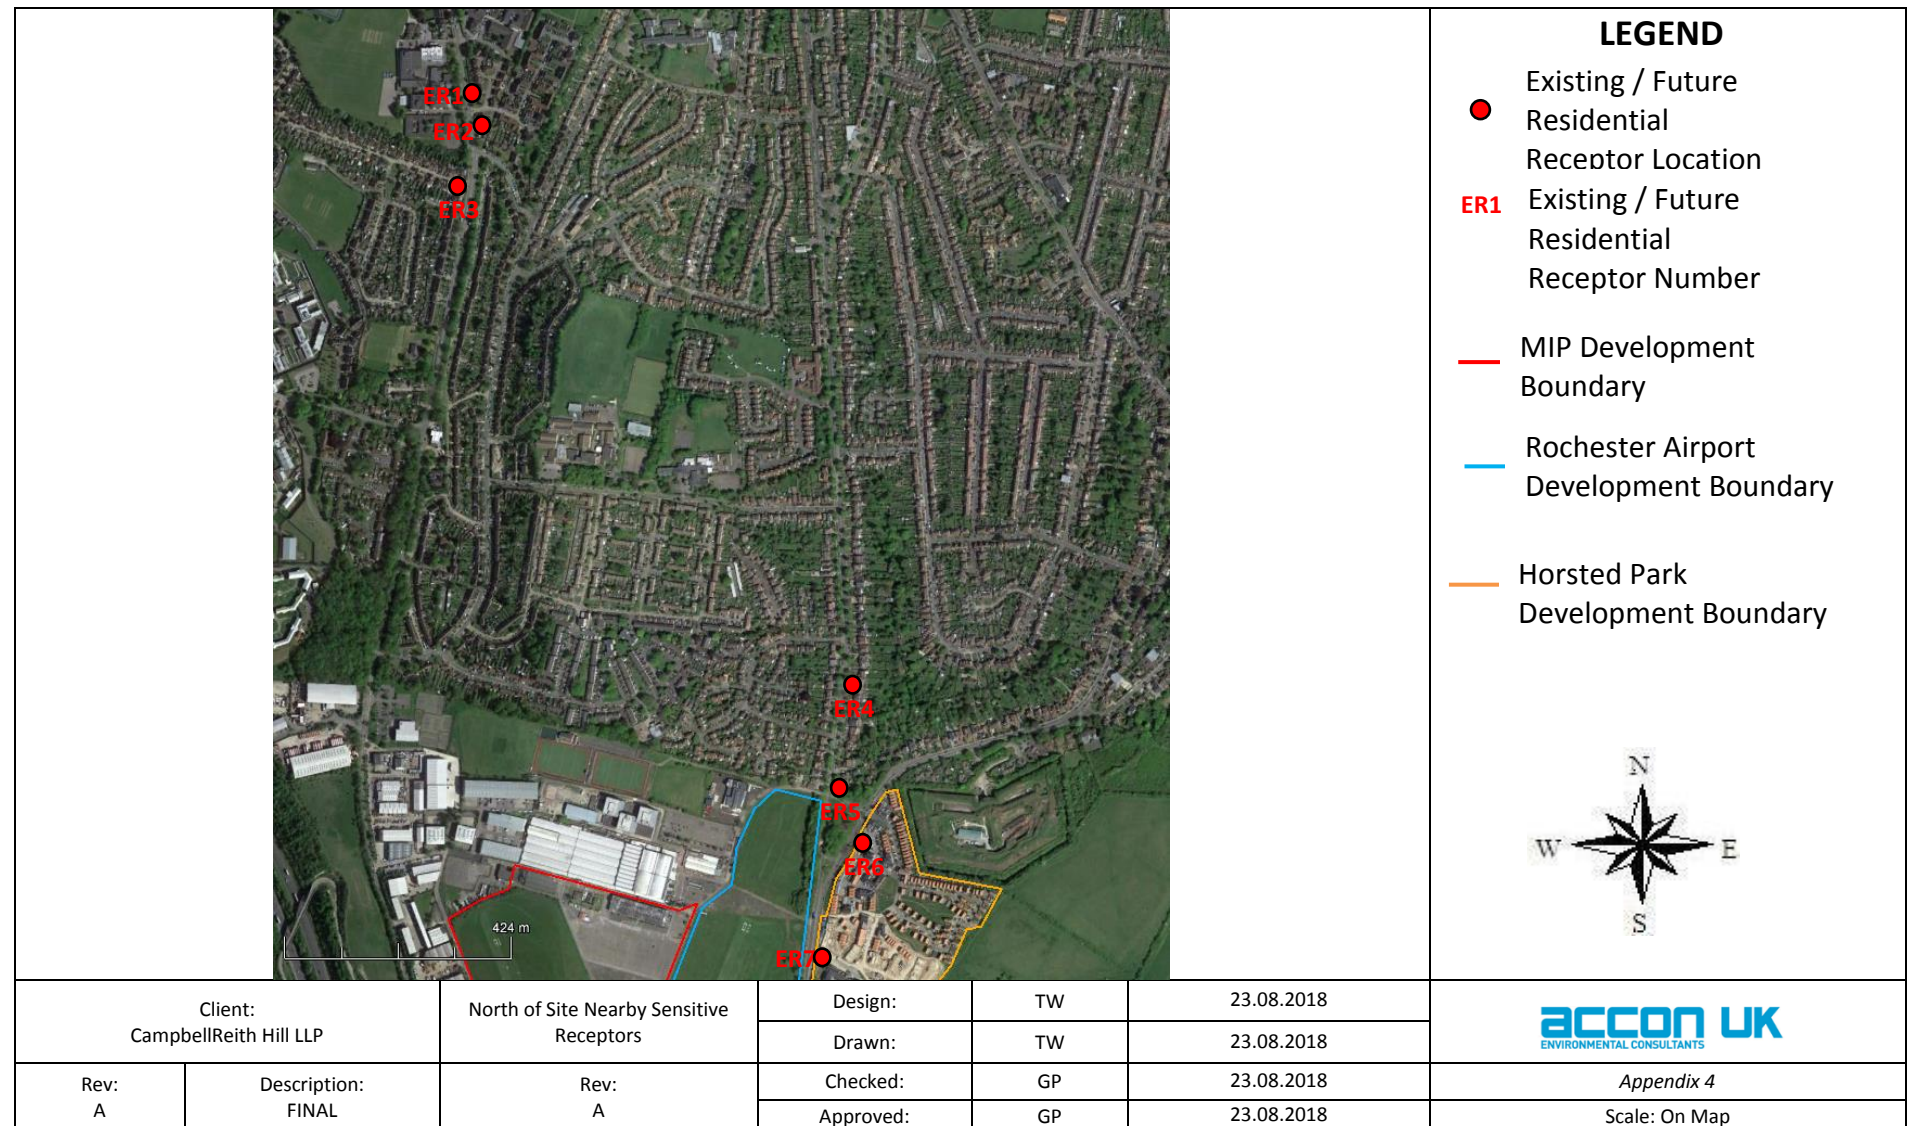 ER1
ER2
ER3
ER4
ER5
ER6
ER7
424 m
LEGEND
Existing / Future
Residential
Receptor Location
ER1
Existing / Future
Residential
Receptor Number
MIP Development
Boundary
Rochester Airport
Development Boundary
Horsted Park
Development Boundary
N
W
E
S
Client:
CampbellReith Hill LLP
North of Site Nearby Sensitive
Receptors
Design:
TW
23.08.2018
Drawn:
TW
23.08.2018
accon UK
ENVIRONMENTAL CONSULTANTS
Rev:
A
Description:
FINAL
Rev:
A
Checked:
GP
23.08.2018
Appendix 4
Approved:
GP
23.08.2018
Scale: On Map